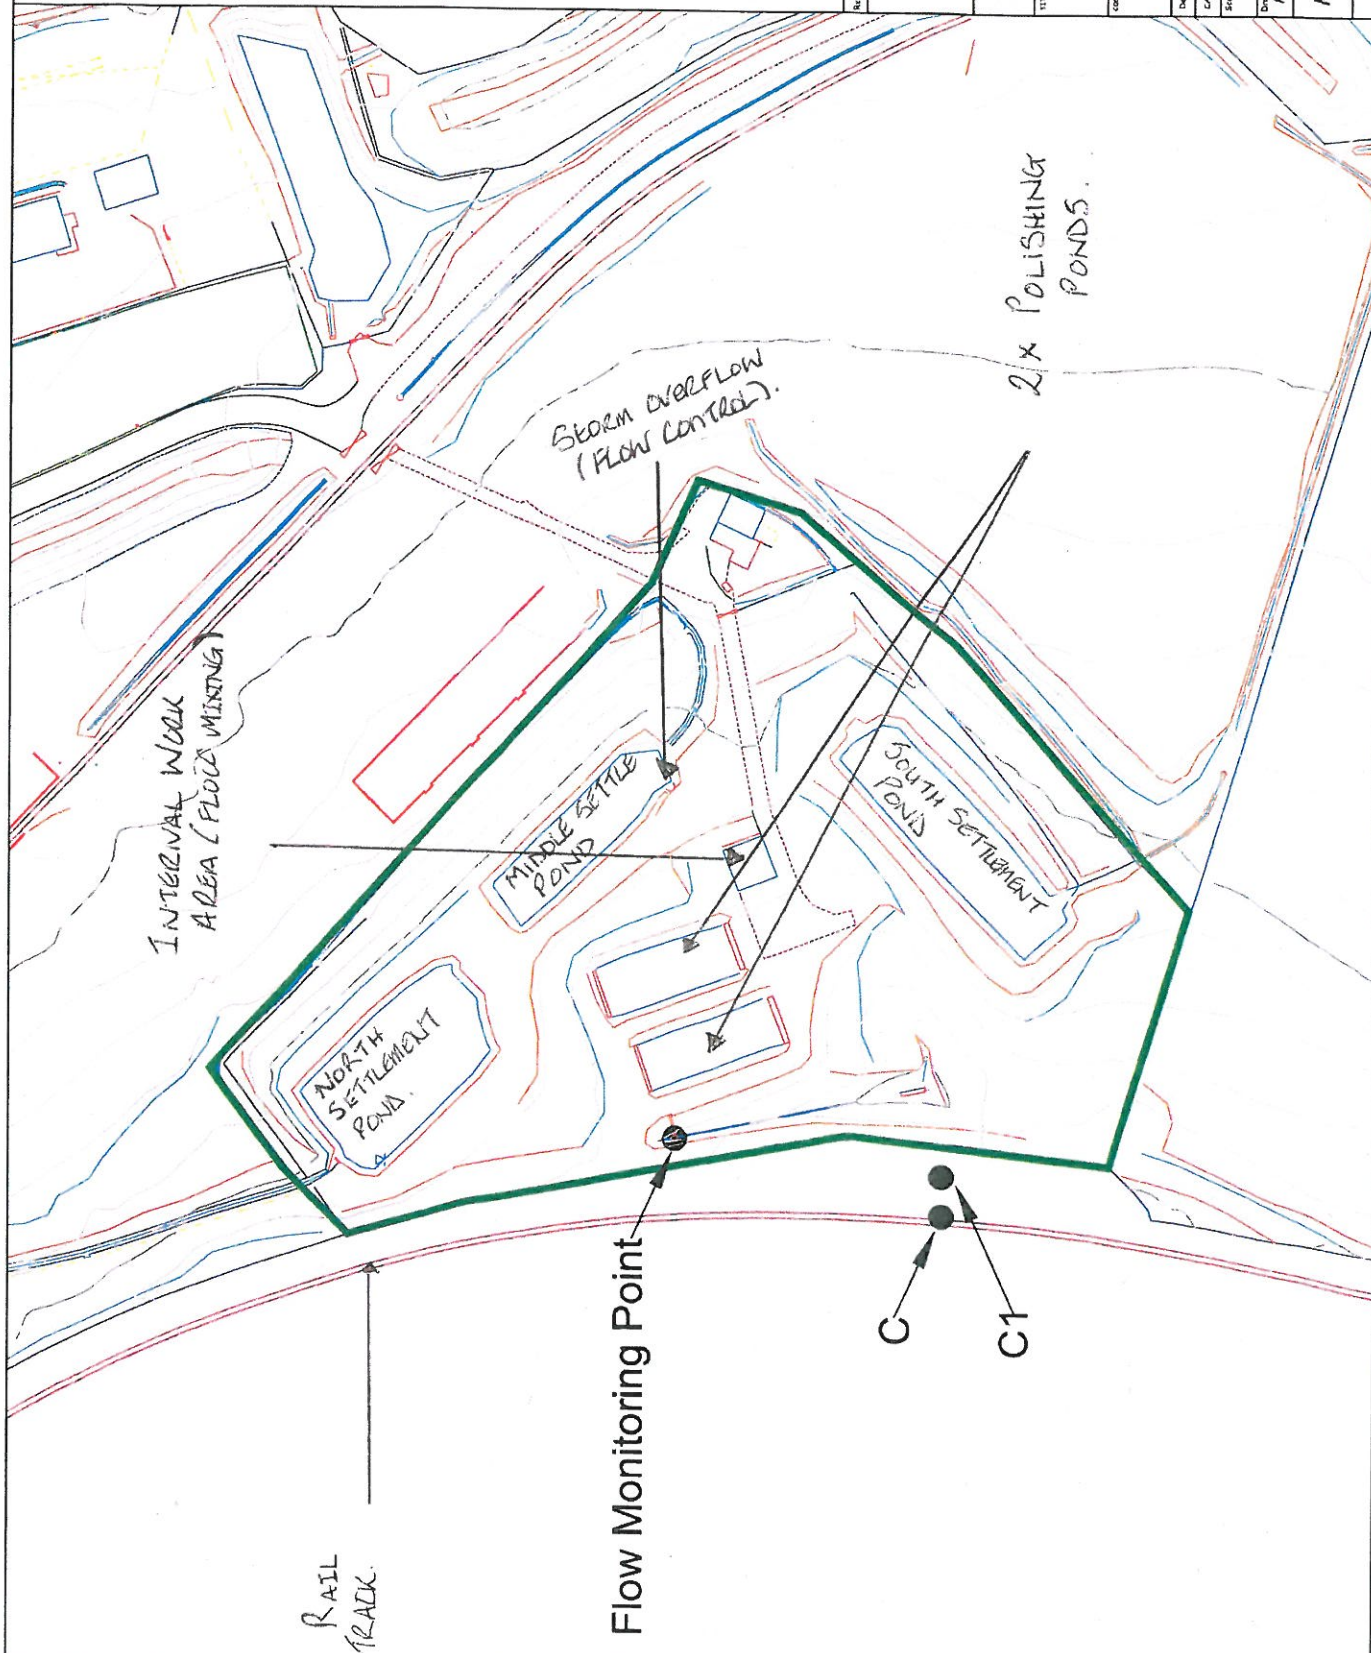 INTERNAL WORK
AREA (FLUID MIXING)
STORM OVERFLOW
(FLOW CONTROL).
2 x POLISHING
PONDS.
MIDDLE SETTLE
POND
SOUTH SETTLEMENT
POND
NORTH
SETTLEMENT
POND.
RAIL
TRACK.
Flow Monitoring Point
C
C1